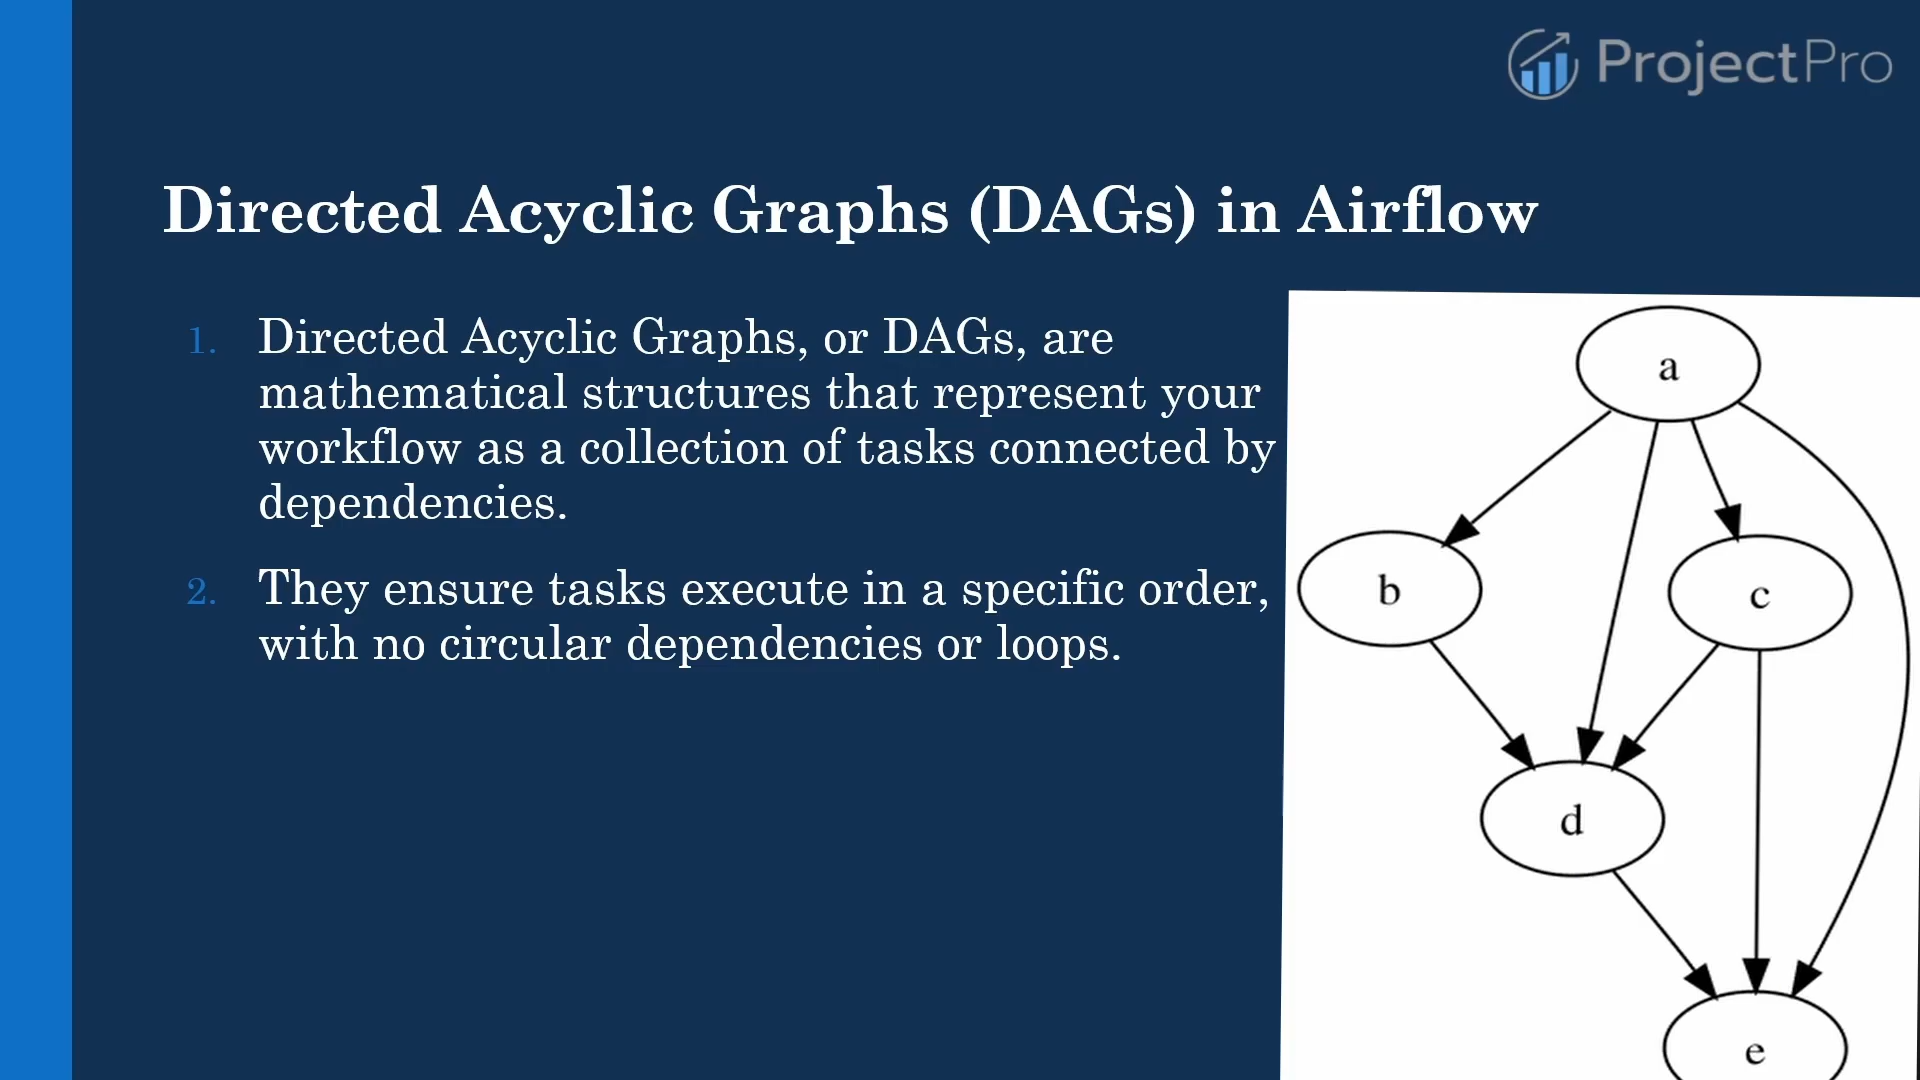 ProjectPro
Directed Acyclic Graphs (DAGs) in Airflow
1. Directed Acyclic Graphs, or DAGs, are
mathematical structures that represent your
workflow as a collection of tasks connected by
dependencies.
2. They ensure tasks execute in a specific order,
with no circular dependencies or loops.
a
b
c
d
e